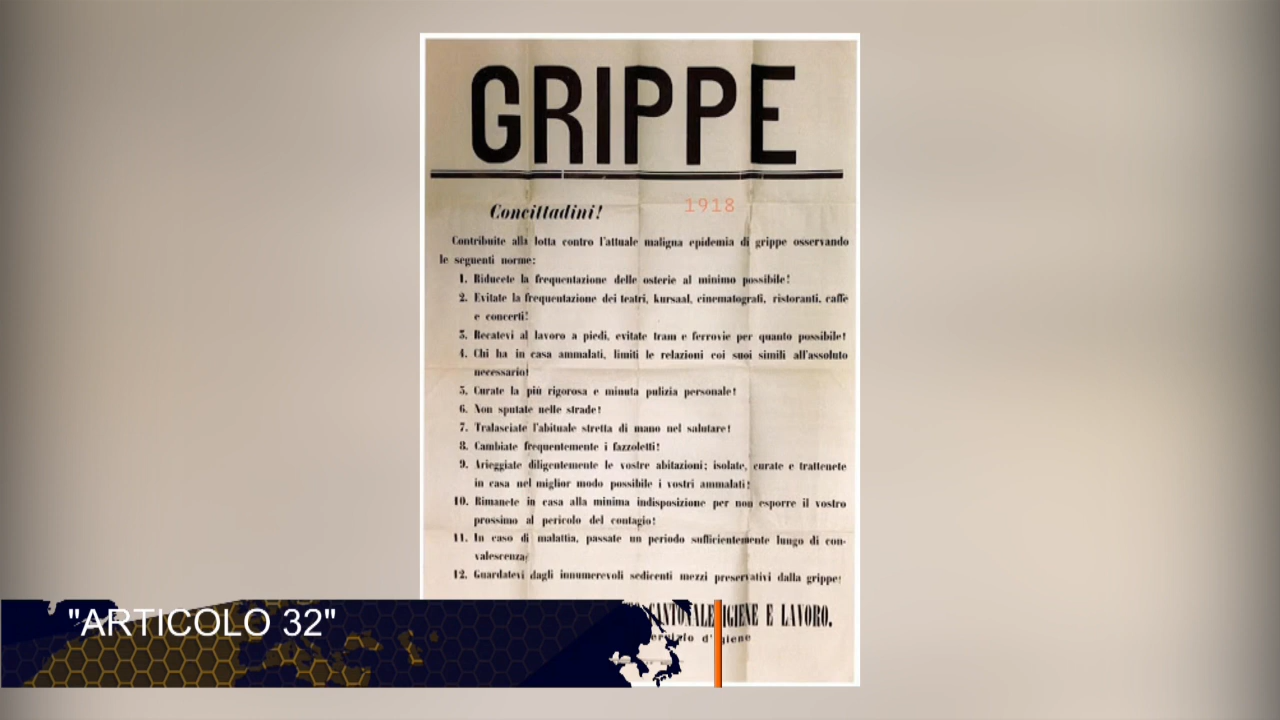 GRIPPE
1918
Concittadini!
Contribuite alla lotta contro l'attuale maligna epidemia di grippe osservando
le seguenti norme:
1. Riducete la frequentazione delle osterie al minimo possibile!
2. Evitate la frequentazione dei teatri, kursaal, cinematografi, ristoranti, caffè
e concerti!
3. Recatevi al lavoro a piedi, evitate tram e ferrovie per quanto possibile!
4. Chi ha in casa ammalati, limiti le relazioni coi suoi simili all'assoluto
necessario!
5. Curate la più rigorosa e minuta pulizia personale!
6. Non sputate nelle strade!
7. Tralasciate l'abituale stretta di mano nel salutare!
8. Cambiate frequentemente i fazzoletti!
9. Arieggiate diligentemente le vostre abitazioni; isolate, curate e trattenete
in casa nel miglior modo possibile i vostri ammalati!
10. Rimanete in casa alla minima indisposizione per non esporre il vostro
prossimo al pericolo del contagio!
11. In caso di malattia, passate un periodo sufficientemente lungo di con-
valescenza!
12. Guardatevi dagli innumerevoli sedicenti mezzi preservativi dalla grippe!
CANTONALE IGIENE E LAVORO.
d'igiene
"ARTICOLO 32"